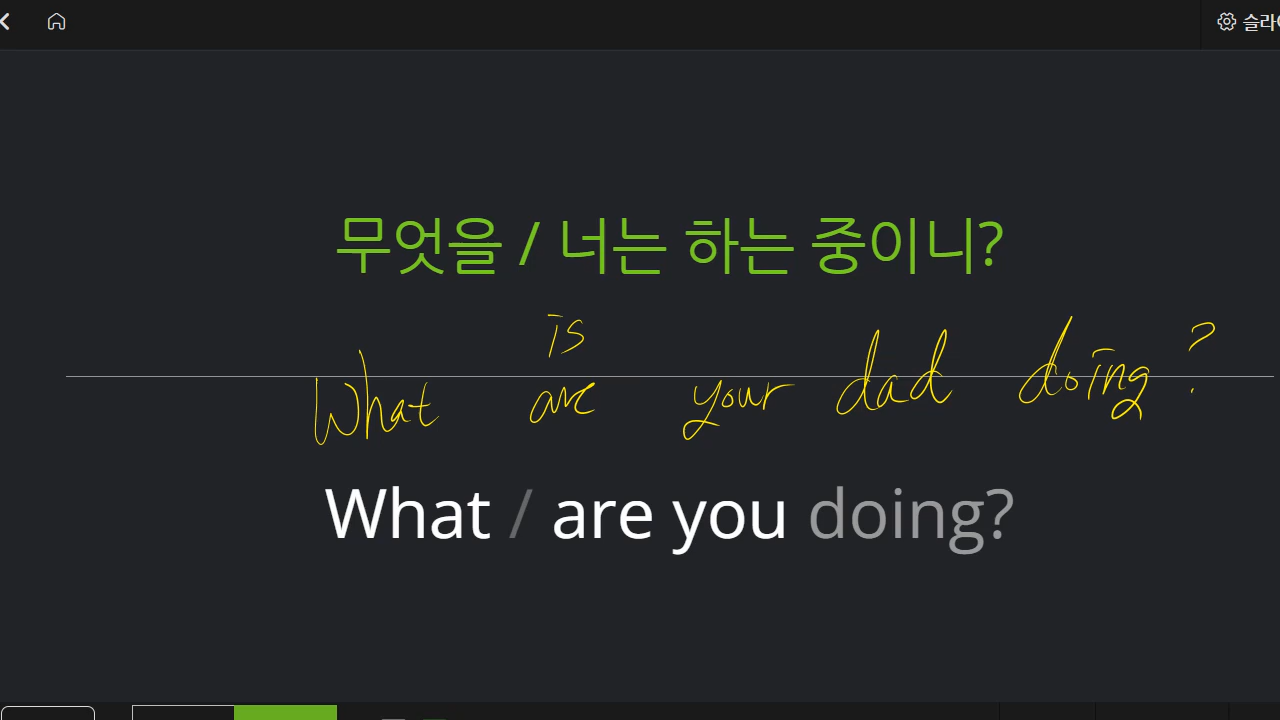 슬라이
무엇을 / 너는 하는 중이니?
is
What are your dad doing?
What / are you doing?